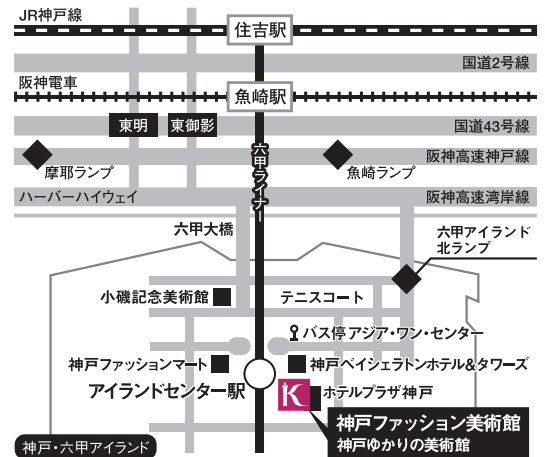 JR神戸線
住吉駅
国道2号線
阪神電車
魚崎駅
東明
東御影
国道43号線
六甲ライナー
阪神高速神戸線
摩耶ランプ
魚崎ランプ
ハーバーハイウェイ
阪神高速湾岸線
六甲大橋
六甲アイランド
北ランプ
小磯記念美術館
テニスコート
バス停 アジア・ワン・センター
神戸ファッションマート
神戸ベイシェラトンホテル&タワーズ
アイランドセンター駅
K
ホテルプラザ神戸
神戸ファッション美術館
神戸ゆかりの美術館
神戸・六甲アイランド